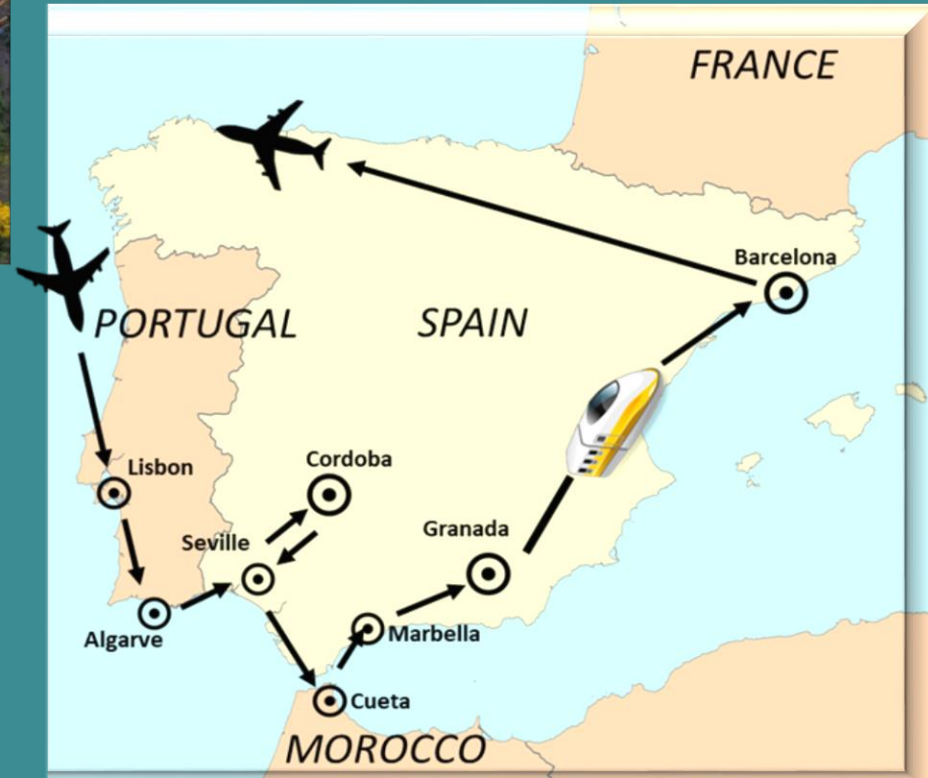 FRANCE
Barcelona
PORTUGAL
SPAIN
Lisbon
Cordoba
Granada
Seville
Algarve
Marbella
Cueta
MOROCCO